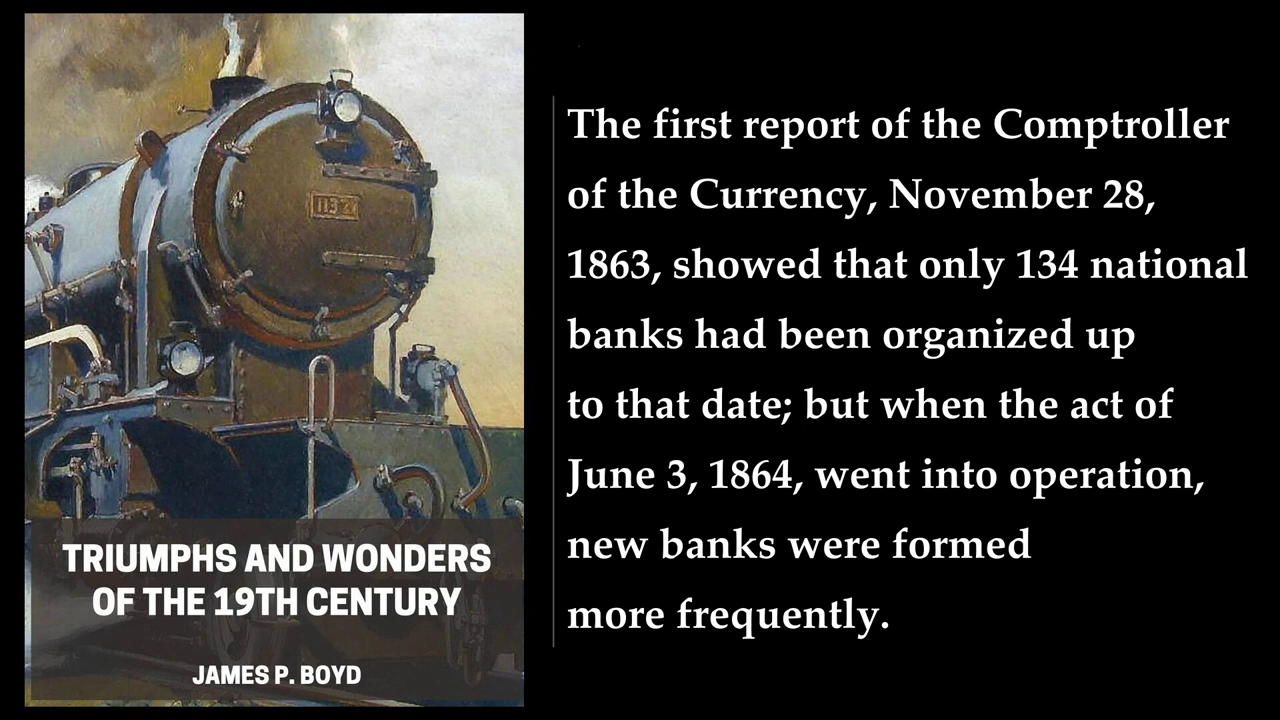 TRIUMPHS AND WONDERS
OF THE 19TH CENTURY
JAMES P. BOYD
The first report of the Comptroller
of the Currency, November 28,
1863, showed that only 134 national
banks had been organized up
to that date; but when the act of
June 3, 1864, went into operation,
new banks were formed
more frequently.